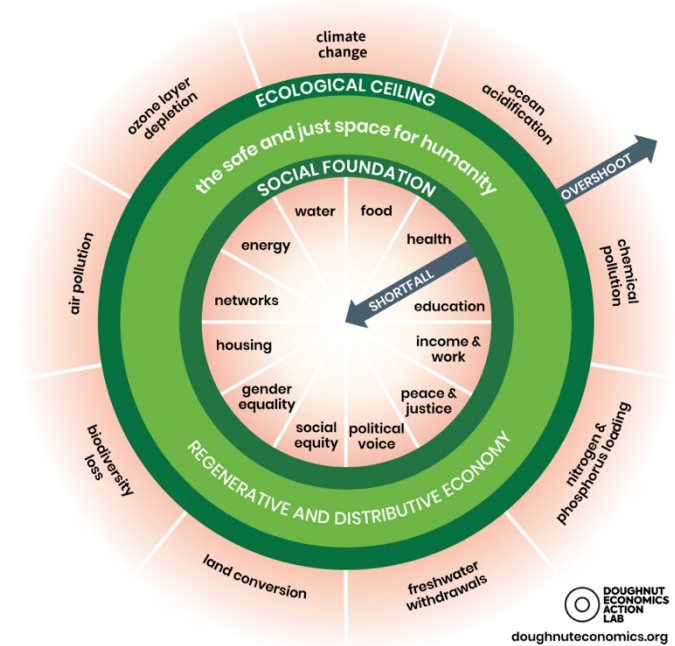 climate
change
ocean
acidification
chemical
pollution
nitrogen &
phosphorus loading
freshwater
withdrawals
land conversion
biodiversity
loss
air pollution
ozone layer
depletion
ECOLOGICAL CEILING
the safe and just space for humanity
SOCIAL FOUNDATION
OVERSHOOT
SHORTFALL
water
food
health
education
income &
work
peace &
justice
political
voice
social
equity
gender
equality
housing
networks
energy
REGENERATIVE AND DISTRIBUTIVE ECONOMY
DOUGHNUT
ECONOMICS
ACTION
LAB
doughnuteconomics.org